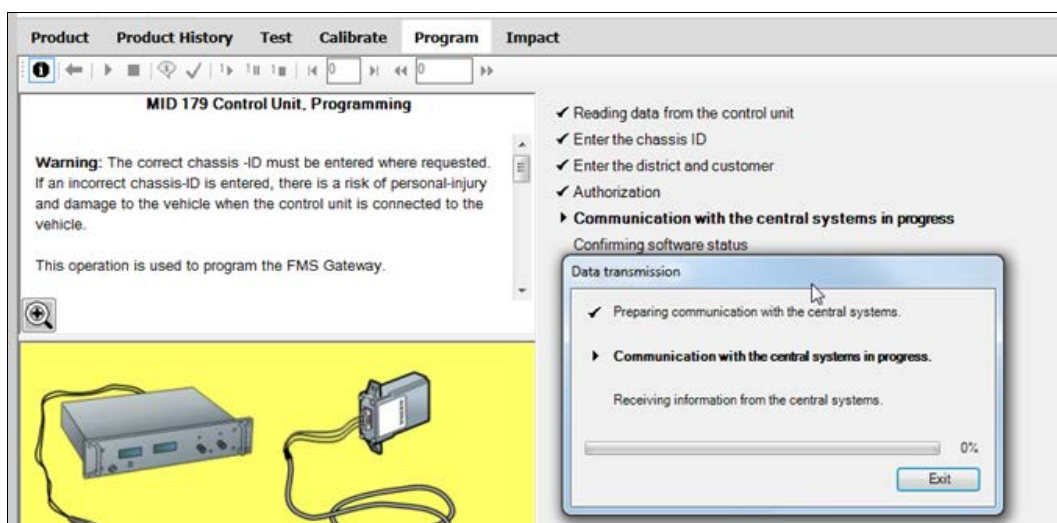 Product Product History Test Calibrate Program Impact
0 0
MID 179 Control Unit, Programming
Warning: The correct chassis -ID must be entered where requested.
If an incorrect chassis-ID is entered, there is a risk of personal-injury
and damage to the vehicle when the control unit is connected to the
vehicle.
This operation is used to program the FMS Gateway.
Reading data from the control unit
Enter the chassis ID
Enter the district and customer
Authorization
Communication with the central systems in progress
Confirming software status
Data transmission
Preparing communication with the central systems.
Communication with the central systems in progress.
Receiving information from the central systems.
0%
Exit